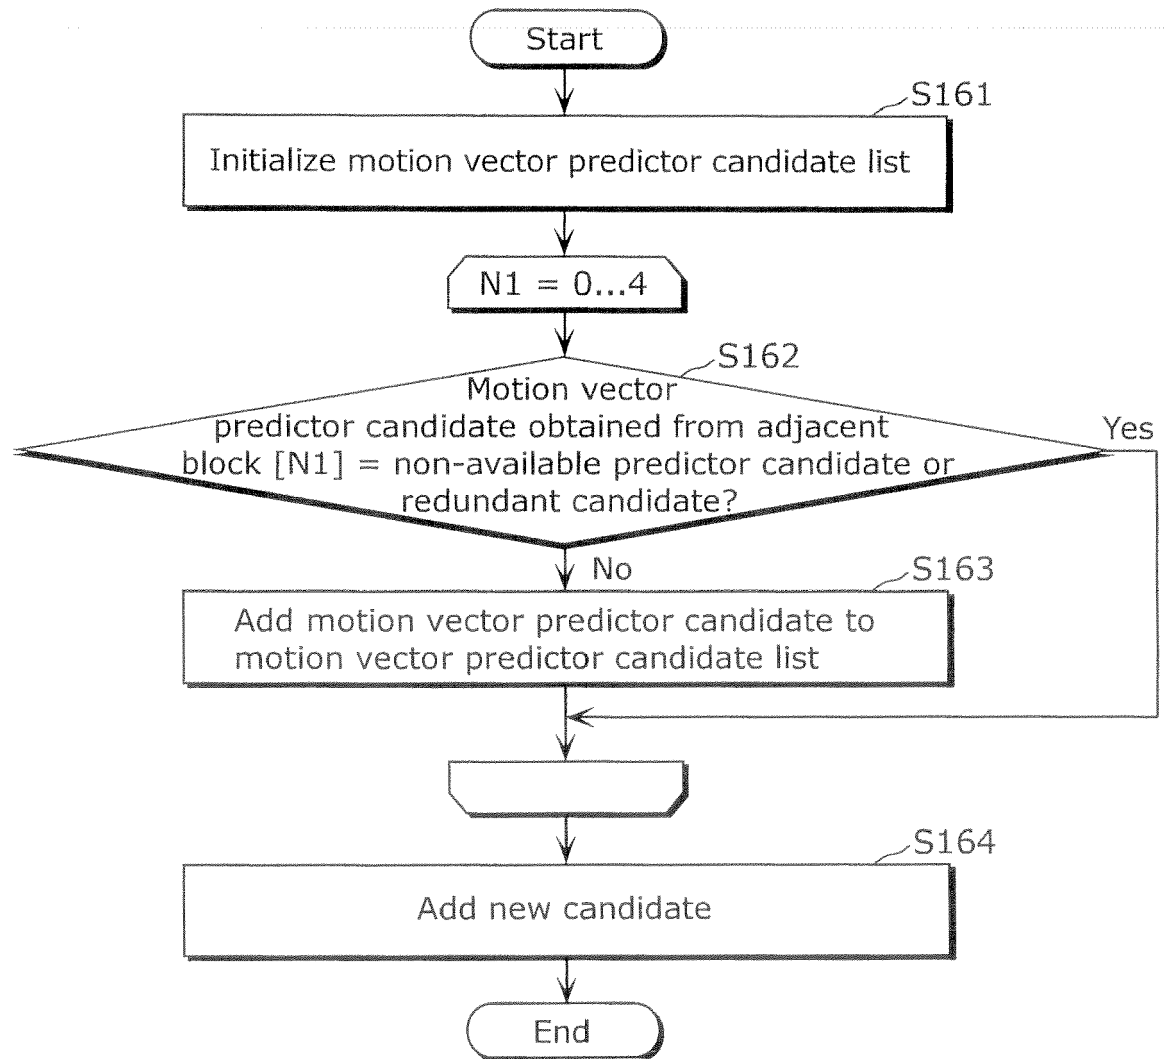 Start
S161
Initialize motion vector predictor candidate list
N1 = 0...4
S162
Motion vector
predictor candidate obtained from adjacent
block [N1] = non-available predictor candidate or
redundant candidate?
Yes
No
S163
Add motion vector predictor candidate to
motion vector predictor candidate list
S164
Add new candidate
End